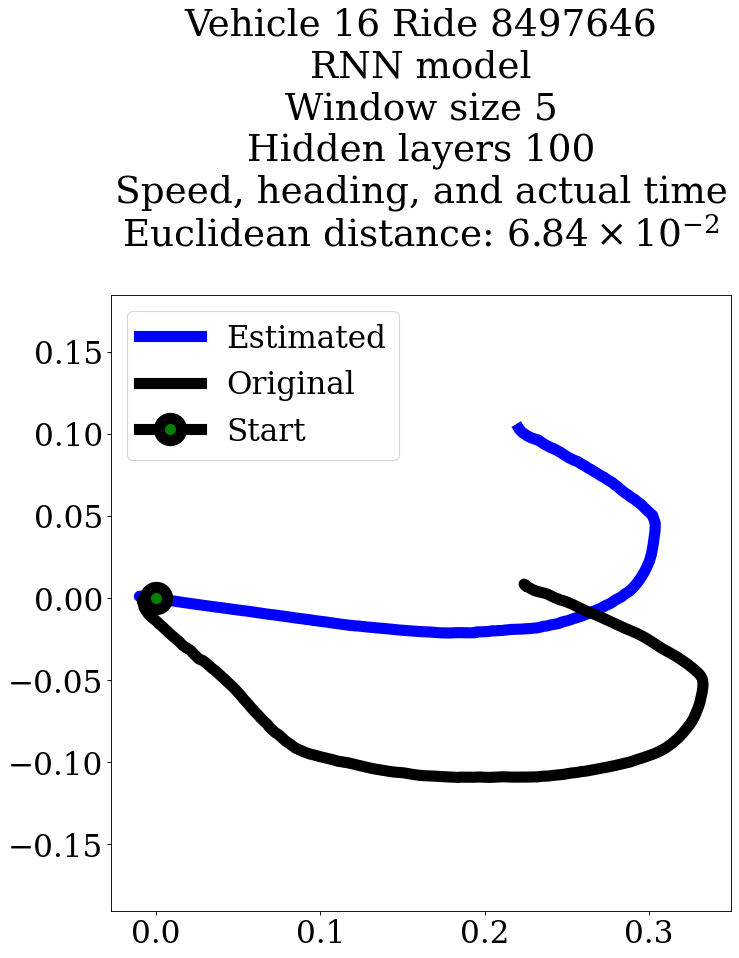 Vehicle 16 Ride 8497646
RNN model
Window size 5
Hidden layers 100
Speed, heading, and actual time
Euclidean distance: 6.84 × 10⁻²
Estimated
Original
Start
0.15
0.10
0.05
0.00
−0.05
−0.10
−0.15
0.0 0.1 0.2 0.3